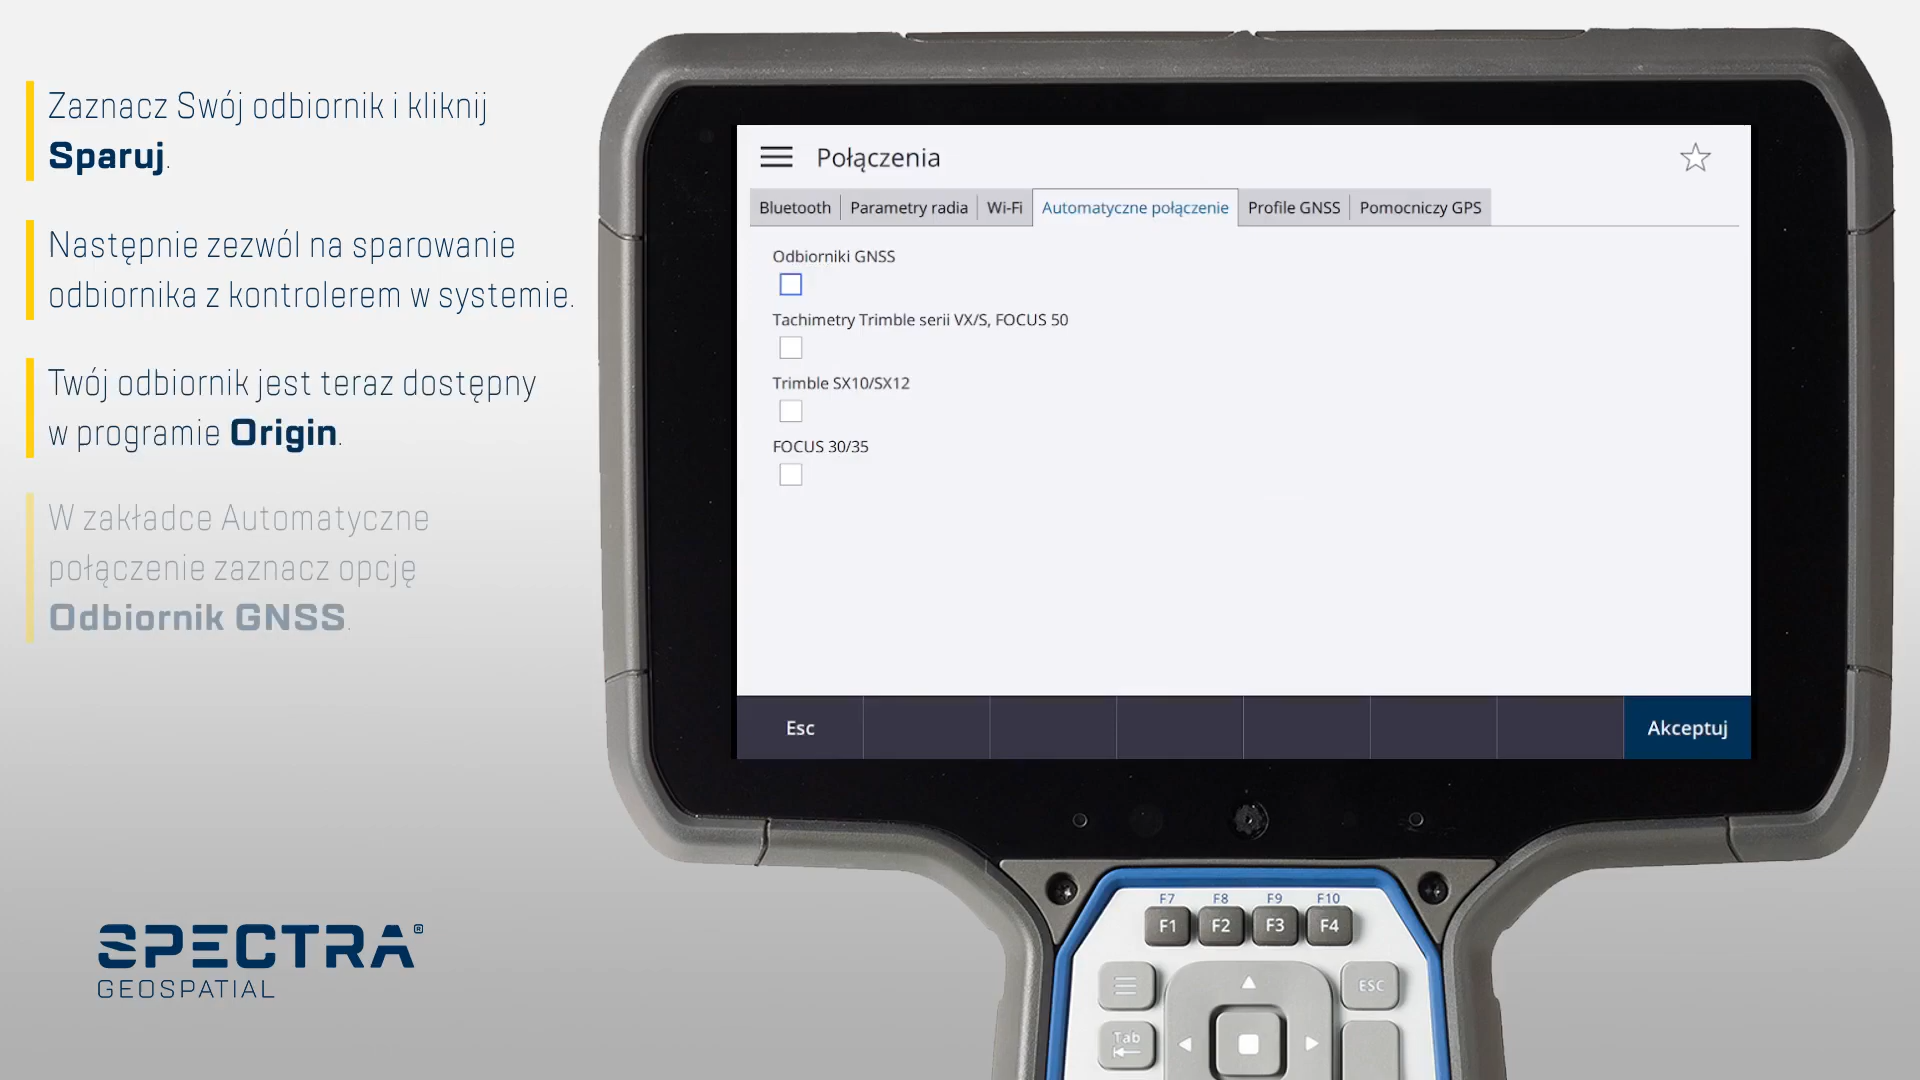 Zaznacz Swój odbiornik i kliknij
Sparuj.
Następnie zezwól na sparowanie
odbiornika z kontrolerem w systemie.
Twój odbiornik jest teraz dostępny
w programie Origin.
W zakładce Automatyczne
połączenie zaznacz opcję
Odbiornik GNSS.
SPECTRA®
GEOSPATIAL
Połączenia
Bluetooth Parametry radia Wi-Fi Automatyczne połączenie Profile GNSS Pomocniczy GPS
Odbiorniki GNSS
Tachimetry Trimble serii VX/S, FOCUS 50
Trimble SX10/SX12
FOCUS 30/35
Esc Akceptuj
F7 F8 F9 F10
F1 F2 F3 F4
ESC
Tab